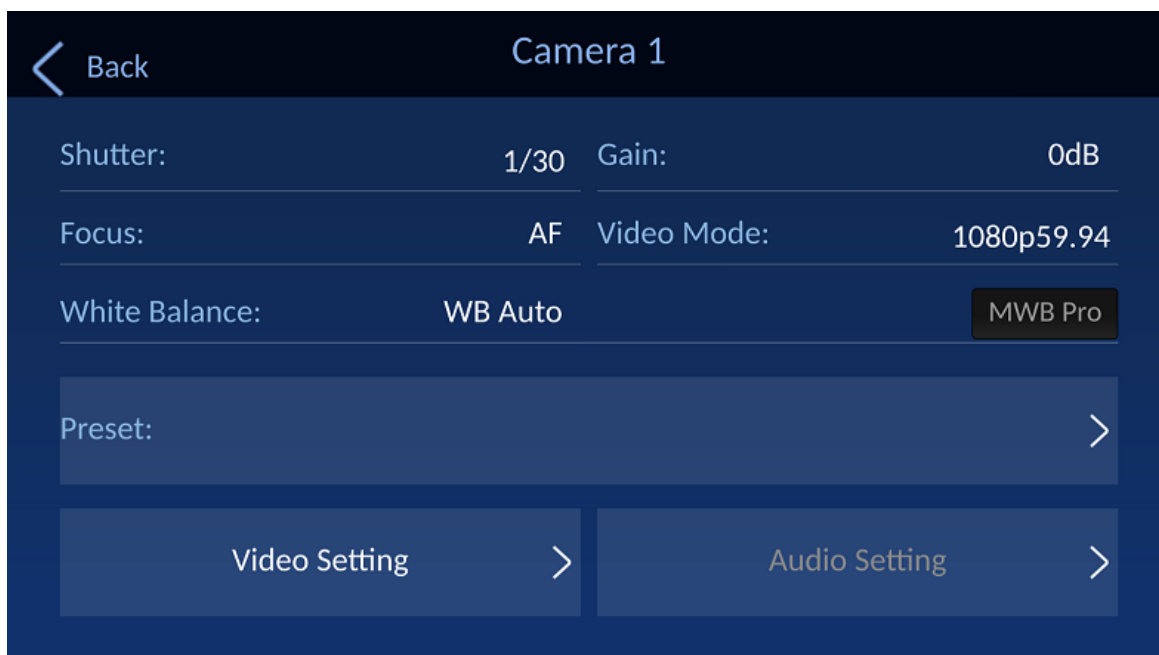 Back
Camera 1
Shutter: 1/30 Gain: 0dB
Focus: AF Video Mode: 1080p59.94
White Balance: WB Auto MWB Pro
Preset:
Video Setting Audio Setting